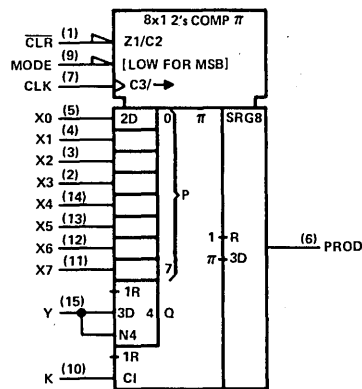 8x1 2's COMP π
CLR (1) Z1/C2
MODE (9) [LOW FOR MSB]
CLK (7) C3/→
X0 (5) 2D 0 π SRG8
X1 (4)
X2 (3)
X3 (2) P
X4 (14)
X5 (13)
X6 (12) 1 R
π 3D (6) PROD
X7 (11) 7
1R
Y (15) 3D 4 Q
N4
1R
K (10) CI